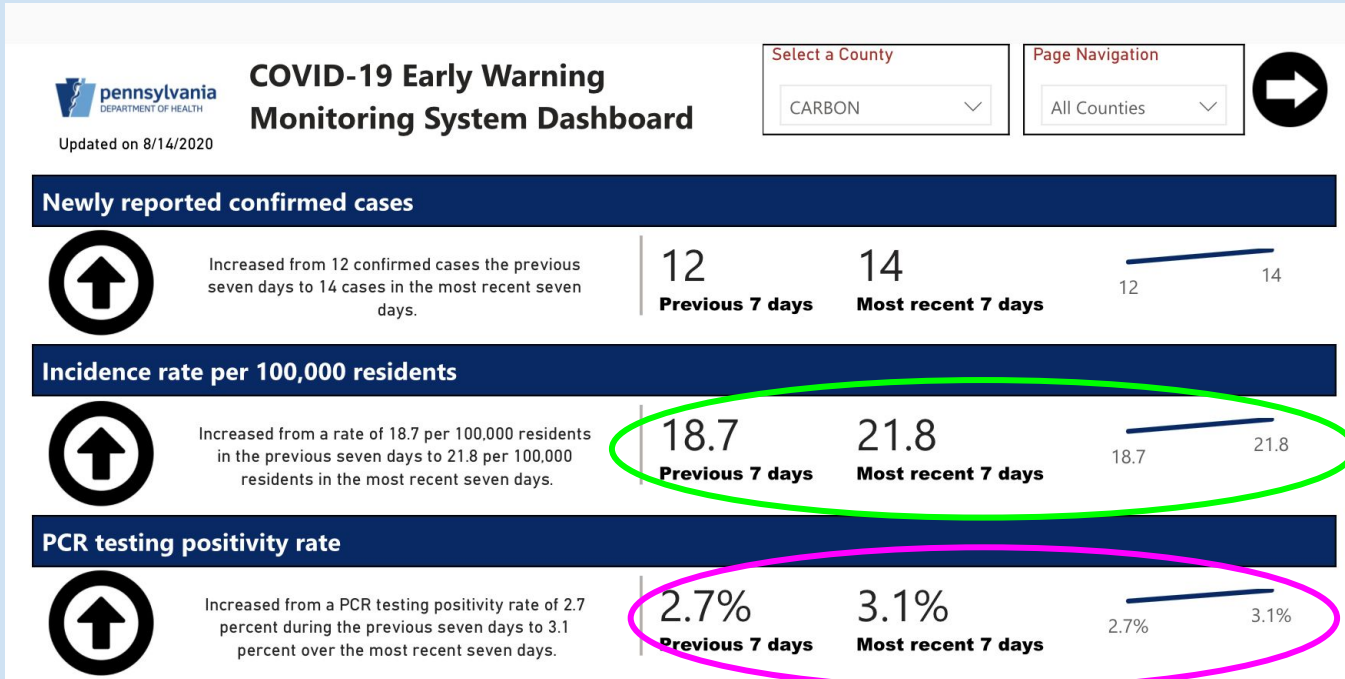 pennsylvania
DEPARTMENT OF HEALTH
Updated on 8/14/2020
COVID-19 Early Warning
Monitoring System Dashboard
Select a County
CARBON
Page Navigation
All Counties
Newly reported confirmed cases
Increased from 12 confirmed cases the previous
seven days to 14 cases in the most recent seven
days.
12
Previous 7 days
14
Most recent 7 days
12
14
Incidence rate per 100,000 residents
Increased from a rate of 18.7 per 100,000 residents
in the previous seven days to 21.8 per 100,000
residents in the most recent seven days.
18.7
Previous 7 days
21.8
Most recent 7 days
18.7
21.8
PCR testing positivity rate
Increased from a PCR testing positivity rate of 2.7
percent during the previous seven days to 3.1
percent over the most recent seven days.
2.7%
Previous 7 days
3.1%
Most recent 7 days
2.7%
3.1%